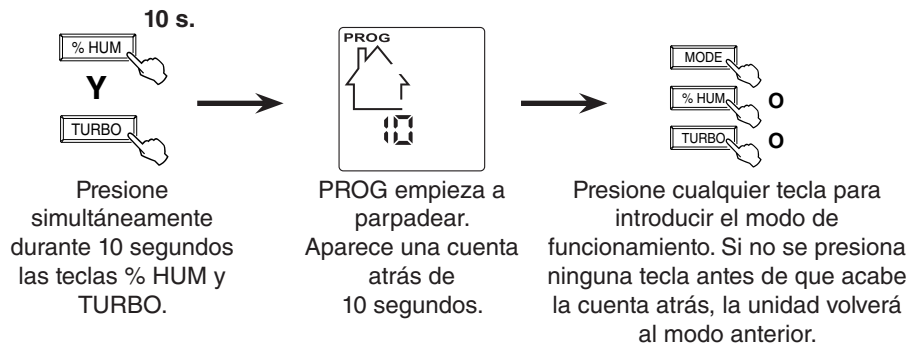 10 s.
% HUM
Y
TURBO
Presione
simultáneamente
durante 10 segundos
las teclas % HUM y
TURBO.
PROG
10
PROG empieza a
parpadear.
Aparece una cuenta
atrás de
10 segundos.
MODE
% HUM O
TURBO O
Presione cualquier tecla para
introducir el modo de
funcionamiento. Si no se presiona
ninguna tecla antes de que acabe
la cuenta atrás, la unidad volverá
al modo anterior.